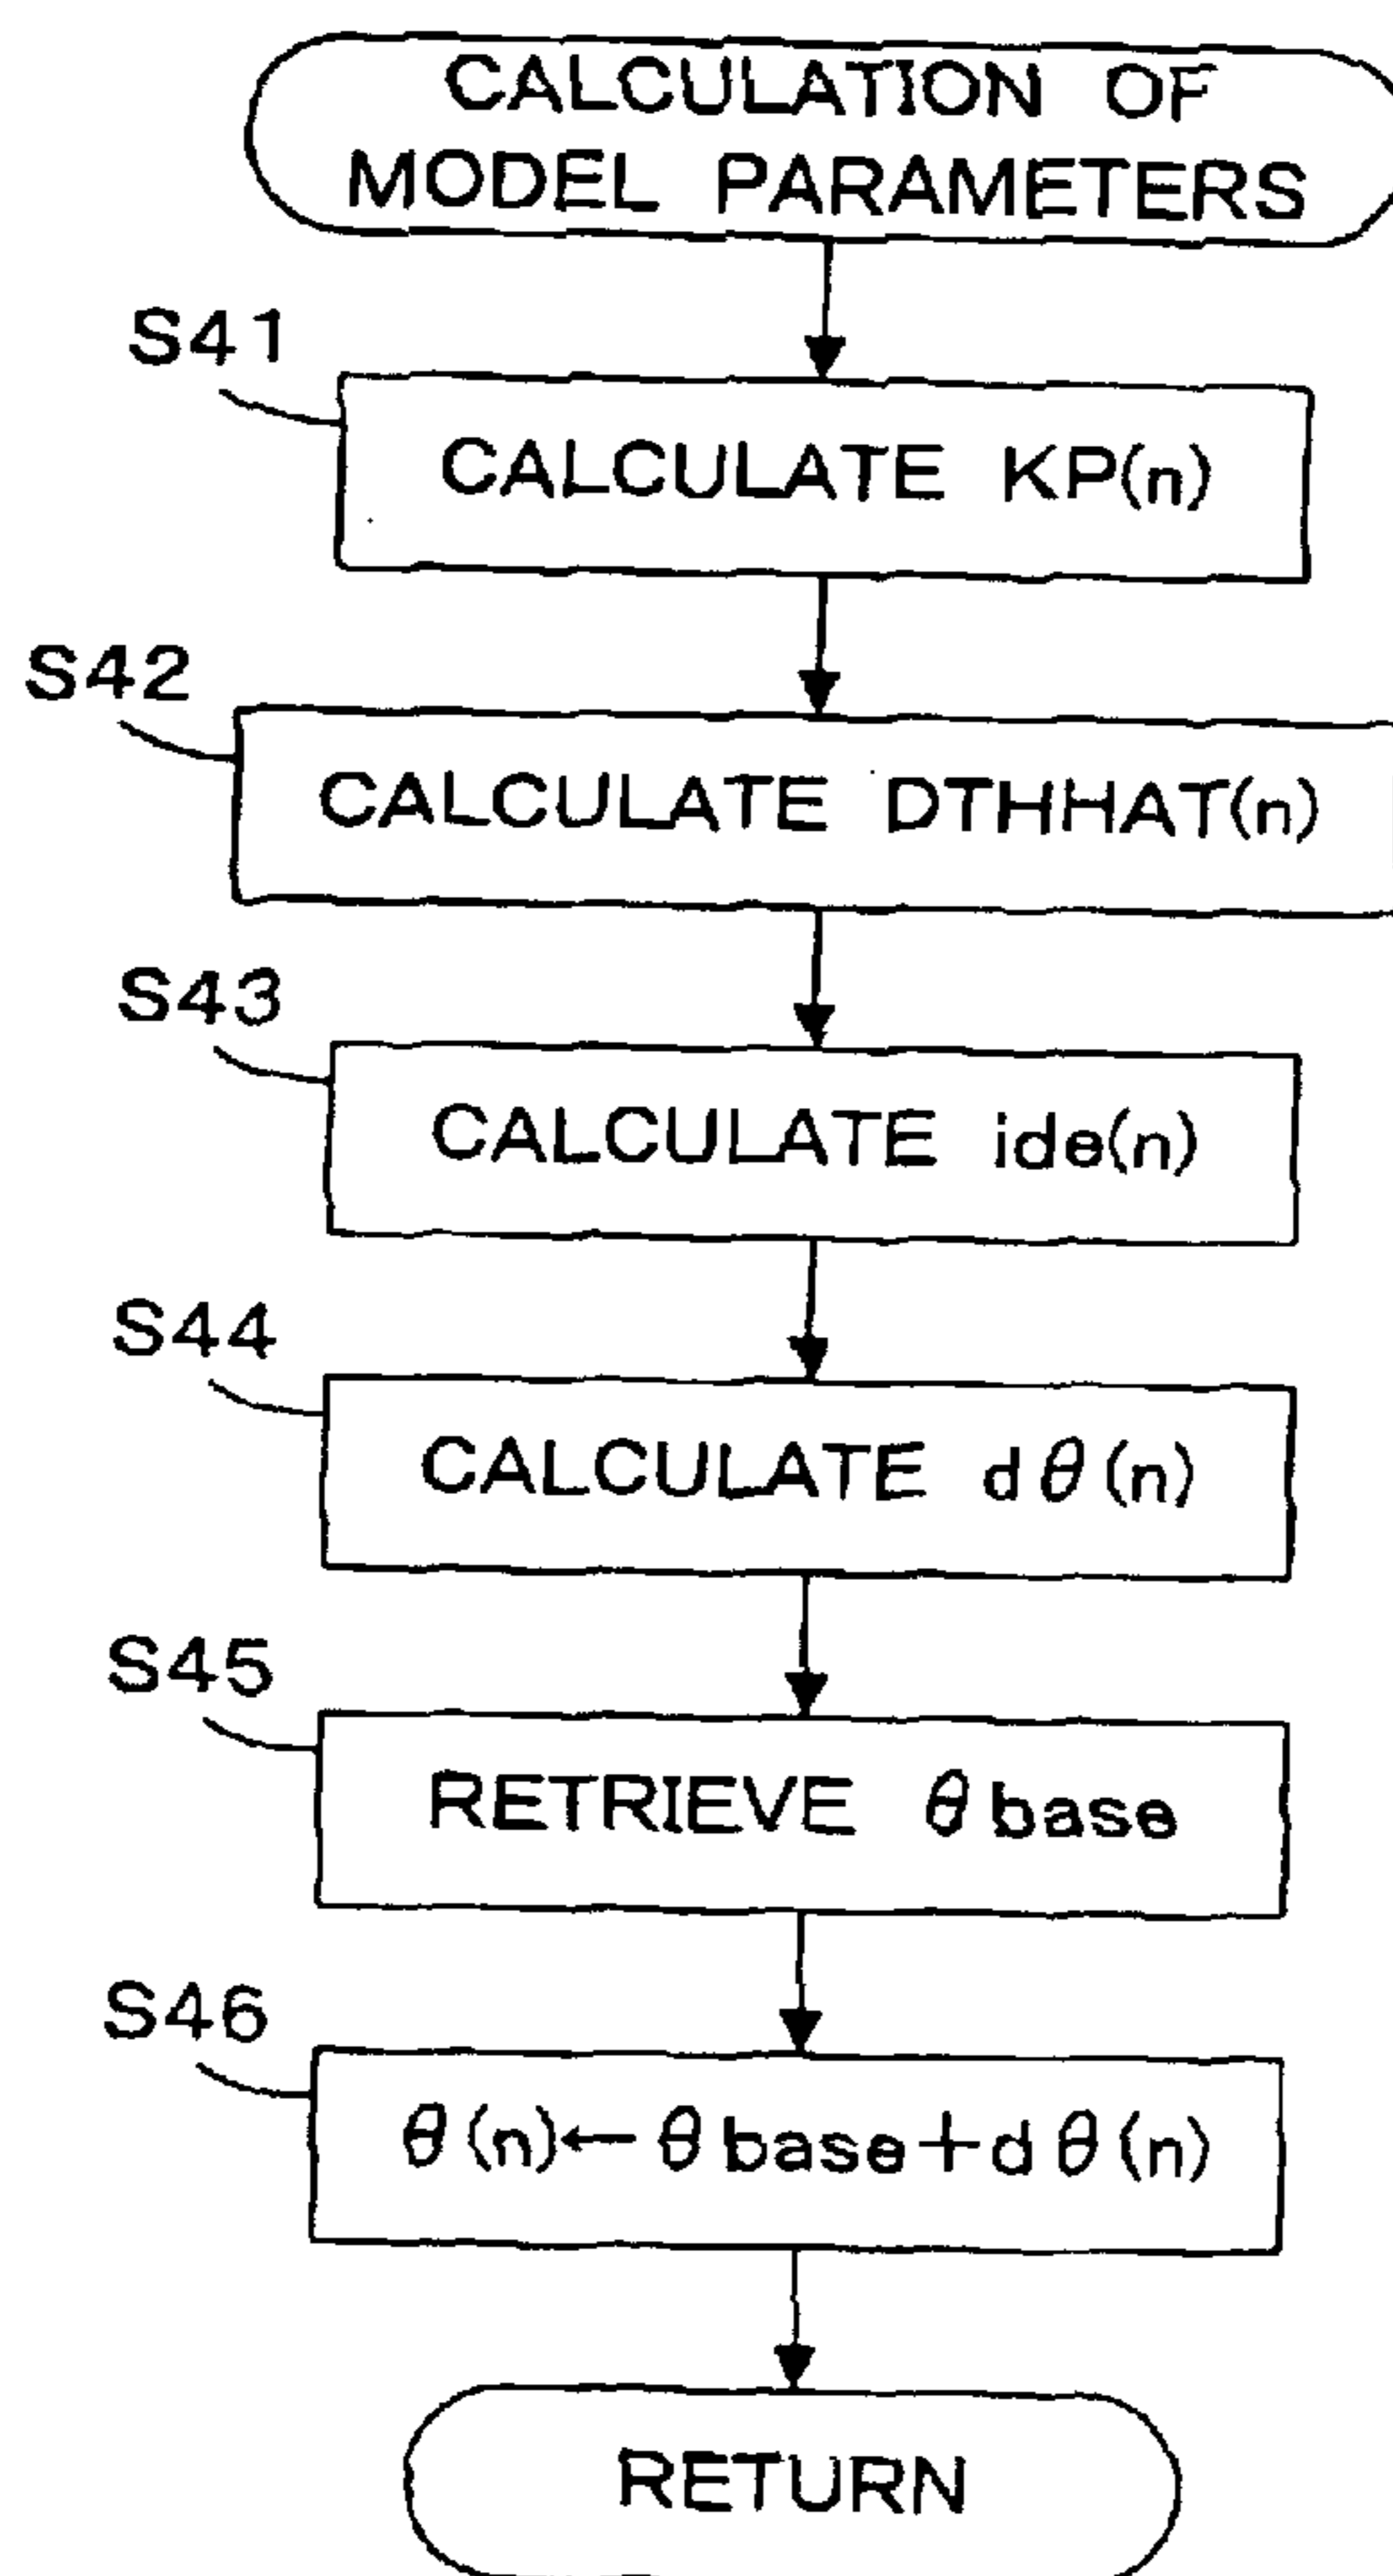 CALCULATION OF
MODEL PARAMETERS
S41
CALCULATE KP(n)
S42
CALCULATE DTHHAT(n)
S43
CALCULATE ide(n)
S44
CALCULATE dθ(n)
S45
RETRIEVE θbase
S46
θ(n)←θbase+dθ(n)
RETURN